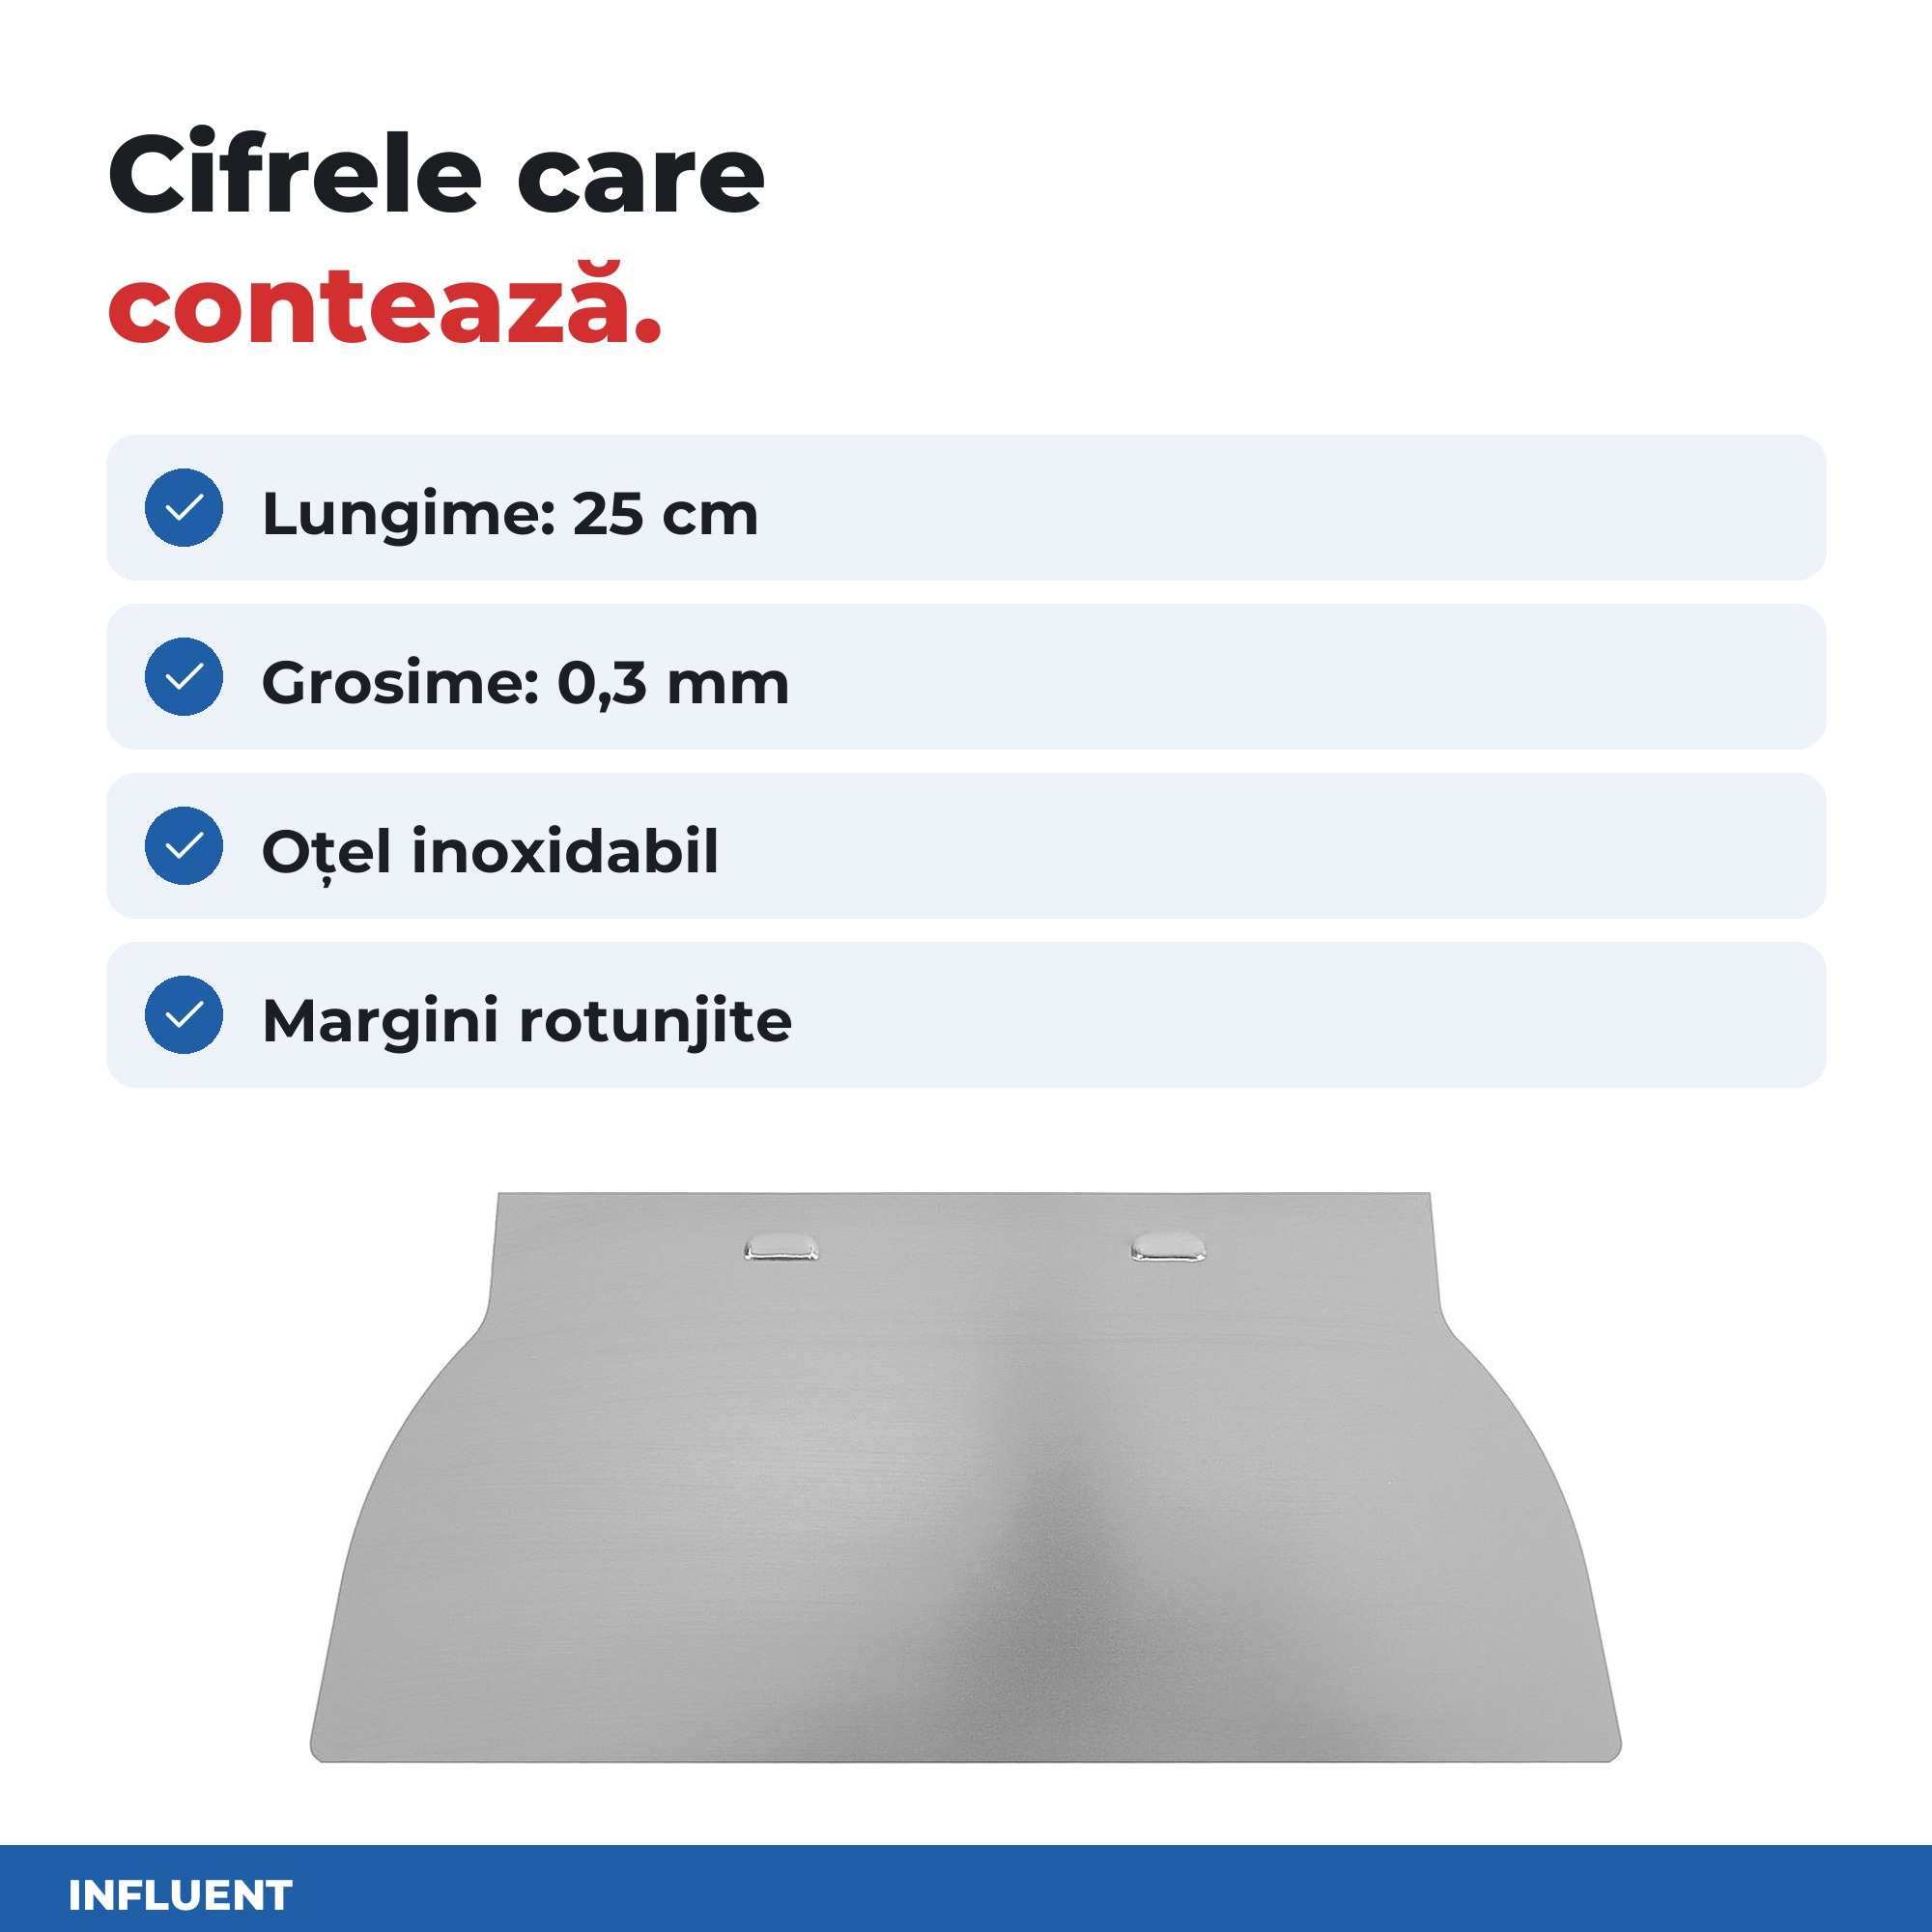 Cifrele care
contează.
Lungime: 25 cm
Grosime: 0,3 mm
Oțel inoxidabil
Margini rotunjite
INFLUENT